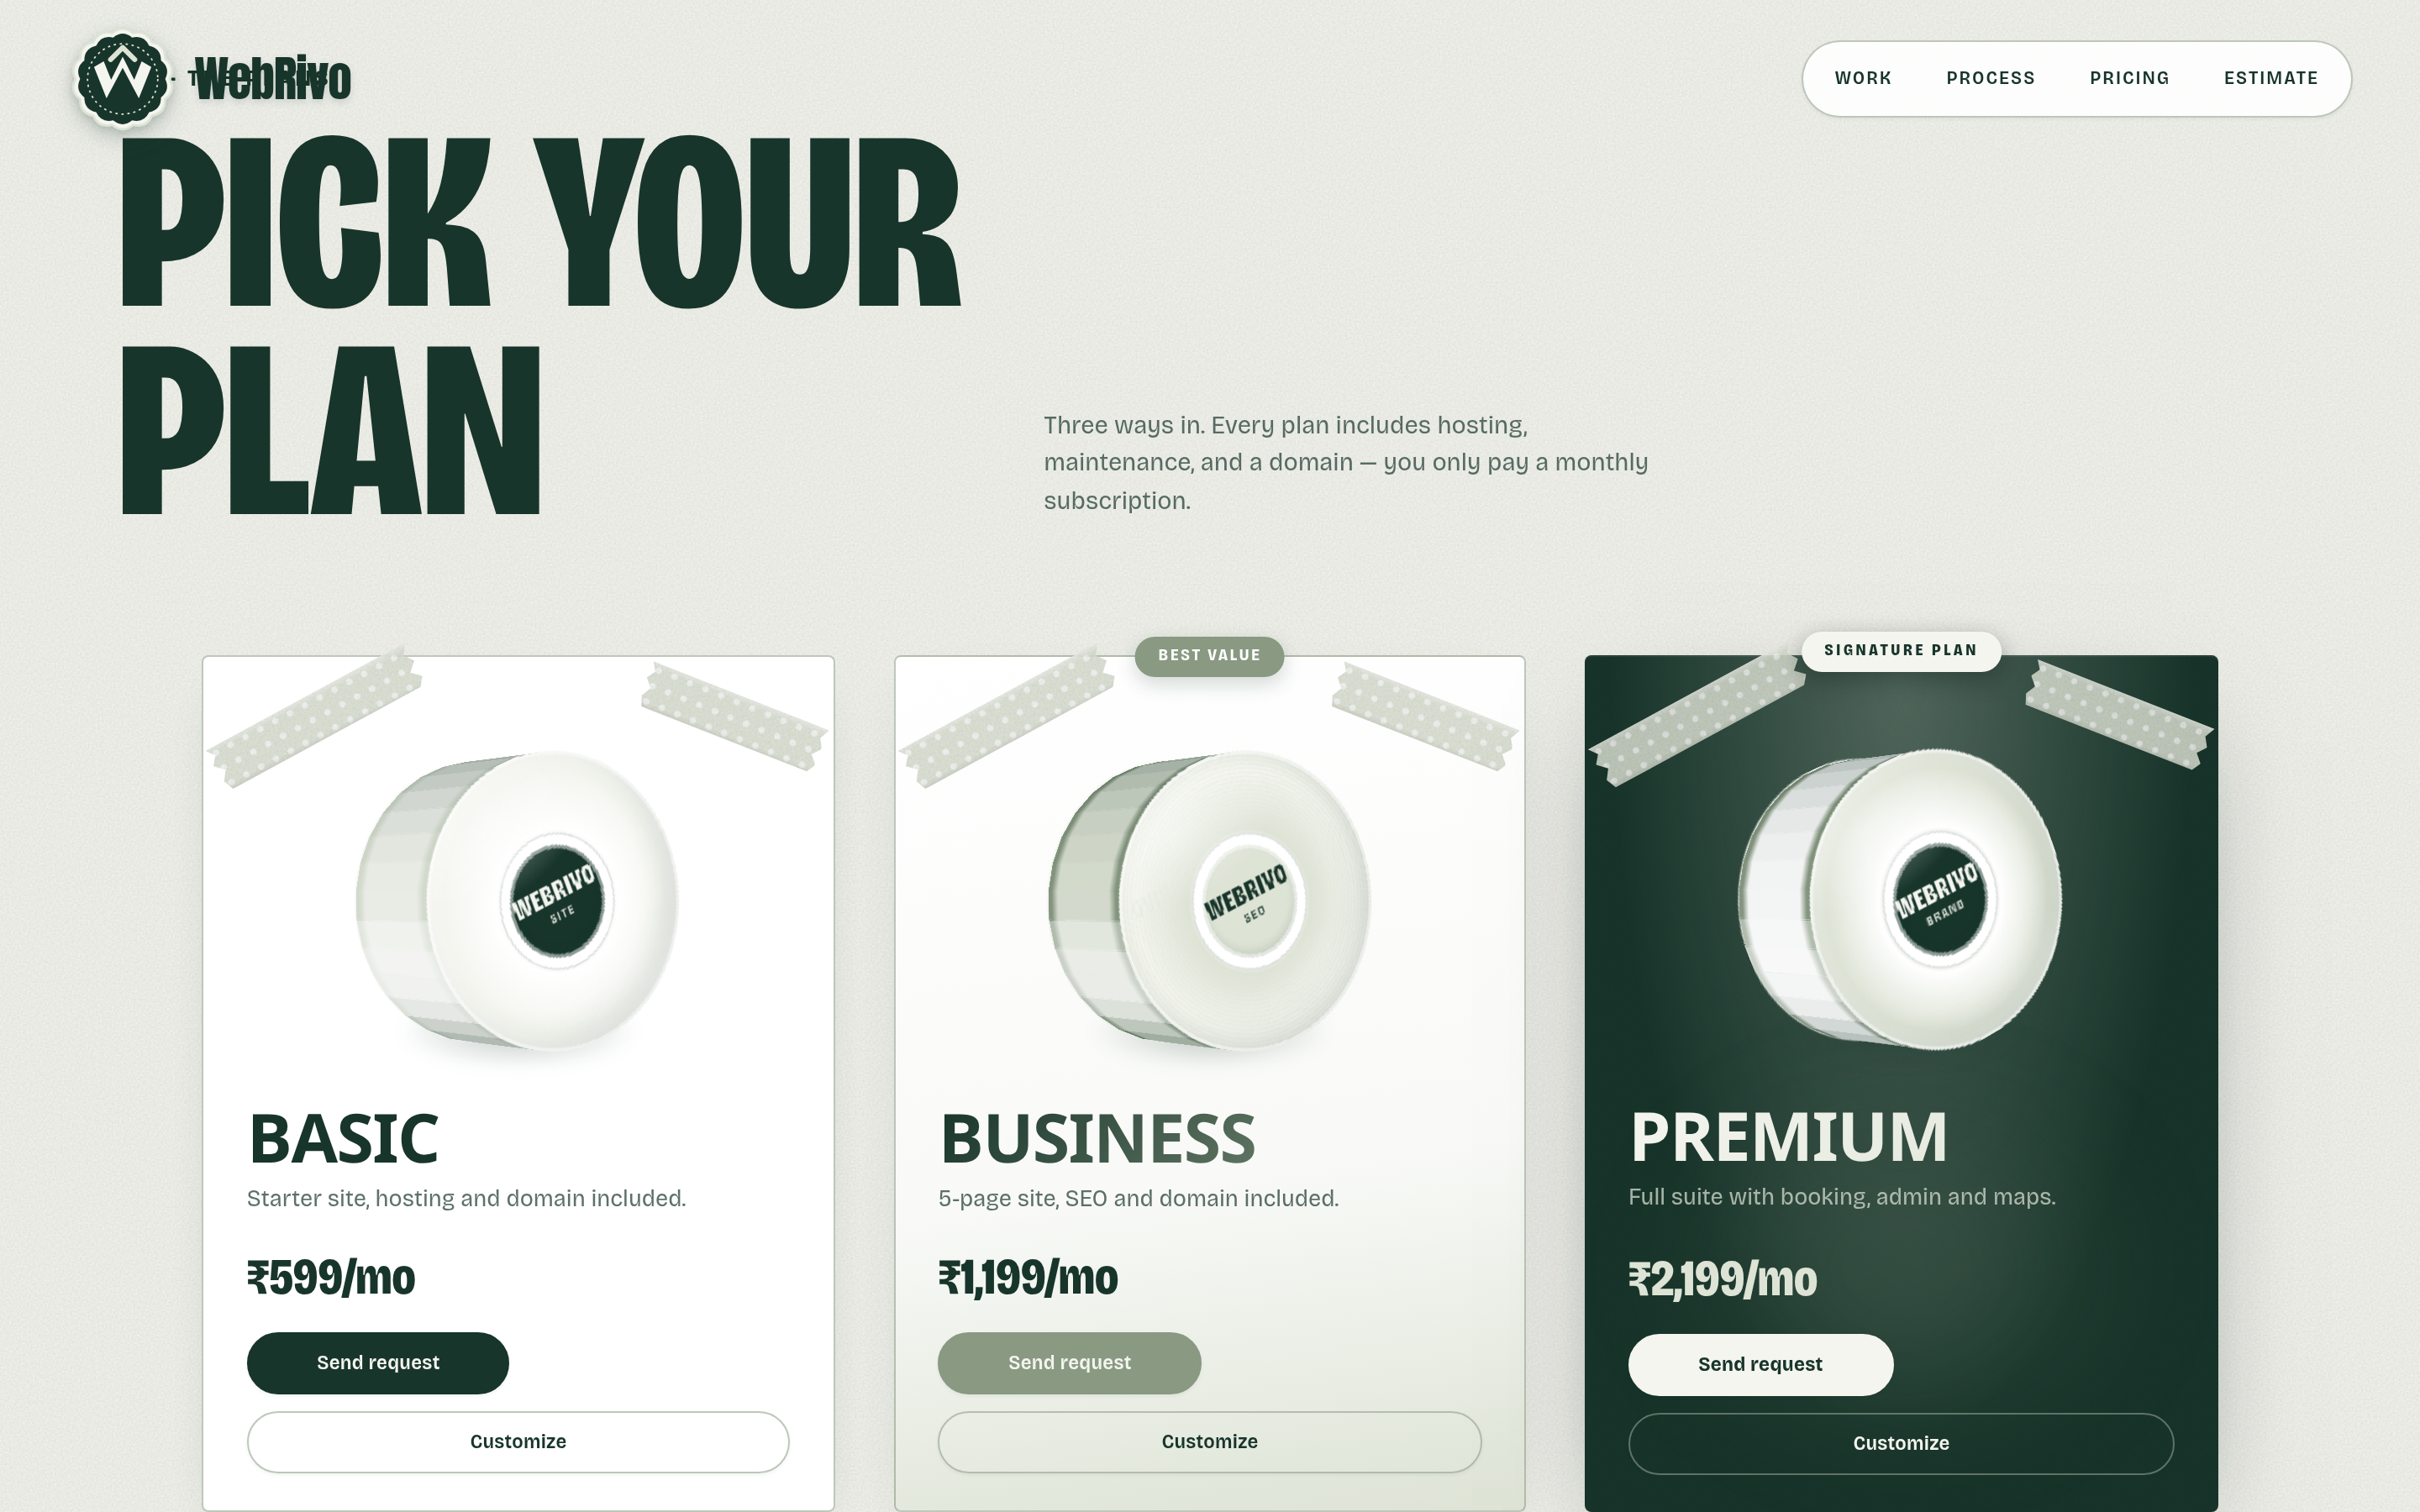 WebRivo
WORK PROCESS PRICING ESTIMATE
PICK YOUR
PLAN
Three ways in. Every plan includes hosting,
maintenance, and a domain — you only pay a monthly
subscription.
BEST VALUE
SIGNATURE PLAN
WEBRIVO
SITE
WEBRIVO
SEO
WEBRIVO
BRAND
BASIC
Starter site, hosting and domain included.
₹599/mo
Send request
Customize
BUSINESS
5-page site, SEO and domain included.
₹1,199/mo
Send request
Customize
PREMIUM
Full suite with booking, admin and maps.
₹2,199/mo
Send request
Customize